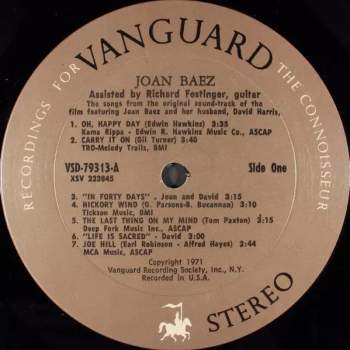 RECORDINGS FOR VANGUARD THE CONNOISSEUR
JOAN BAEZ
Assisted by Richard Festinger, guitar
The songs from the original sound-track of the
film featuring Joan Baez and her husband, David Harris,
1. OH, HAPPY DAY (Edwin Hawkins) 3:35
Kama Rippa - Edwin R. Hawkins Music Co., ASCAP
2. CARRY IT ON (Gil Turner) 2:40
TRO-Melody Trails, BMI
VSD-79313-A
Side One
XSV 222845
3. "IN FORTY DAYS" - Joan and David 3:15
4. HICKORY WIND (G. Parsons-B. Bucannan) 3:10
Tickson Music, BMI
5. THE LAST THING ON MY MIND (Tom Paxton) 3:15
Deep Fork Music Inc., ASCAP
6. "LIFE IS SACRED" - David 3:00
7. JOE HILL (Earl Robinson - Alfred Hayes) 2:44
MCA Music, ASCAP
Copyright 1971
Vanguard Recording Society, Inc., N.Y.
Recorded in U.S.A.
STEREO